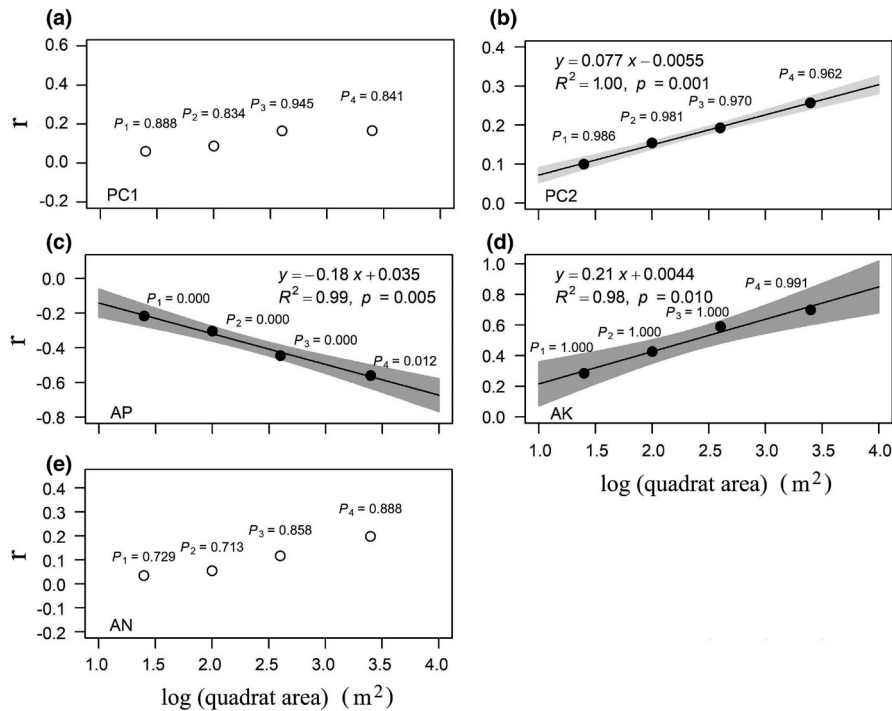 (a)
0.6
0.4
0.2
0.0
-0.2
r
P1 = 0.888
P2 = 0.834
P3 = 0.945
P4 = 0.841
PC1
(b)
0.4
0.3
0.2
0.1
0.0
y = 0.077 x − 0.0055
R² = 1.00, p = 0.001
P1 = 0.986
P2 = 0.981
P3 = 0.970
P4 = 0.962
PC2
(c)
0.0
-0.2
-0.4
-0.6
-0.8
r
y = −0.18 x + 0.035
R² = 0.99, p = 0.005
P1 = 0.000
P2 = 0.000
P3 = 0.000
P4 = 0.012
AP
(d)
1.0
0.8
0.6
0.4
0.2
0.0
y = 0.21 x + 0.0044
R² = 0.98, p = 0.010
P1 = 1.000
P2 = 1.000
P3 = 1.000
P4 = 0.991
AK
1.0 1.5 2.0 2.5 3.0 3.5 4.0
log (quadrat area) (m²)
(e)
0.4
0.3
0.2
0.1
0.0
-0.1
-0.2
r
P1 = 0.729
P2 = 0.713
P3 = 0.858
P4 = 0.888
AN
1.0 1.5 2.0 2.5 3.0 3.5 4.0
log (quadrat area) (m²)